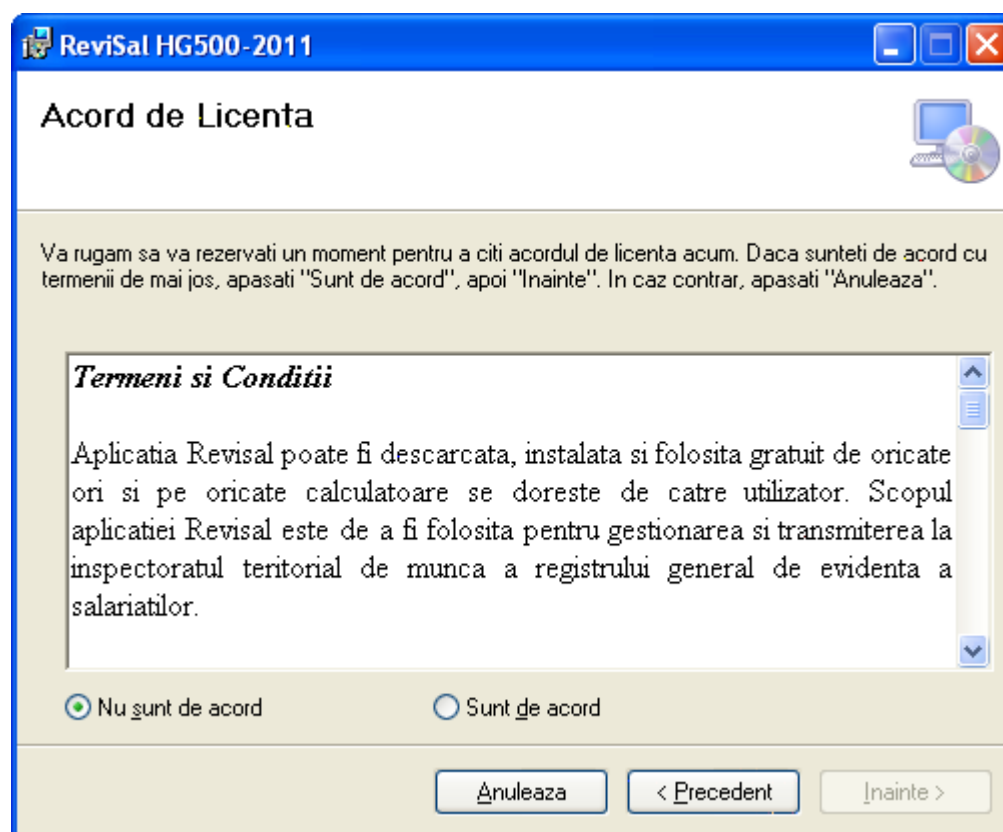 ReviSal HG500-2011
Acord de Licenta
Va rugam sa va rezervati un moment pentru a citi acordul de licenta acum. Daca sunteti de acord cu
termenii de mai jos, apasati "Sunt de acord", apoi "Inainte". In caz contrar, apasati "Anuleaza".
Termeni si Conditii
Aplicatia Revisal poate fi descarcata, instalata si folosita gratuit de oricate
ori si pe oricate calculatoare se doreste de catre utilizator. Scopul
aplicatiei Revisal este de a fi folosita pentru gestionarea si transmiterea la
inspectoratul teritorial de munca a registrului general de evidenta a
salariatilor.
Nu sunt de acord Sunt de acord
Anuleaza < Precedent Inainte >